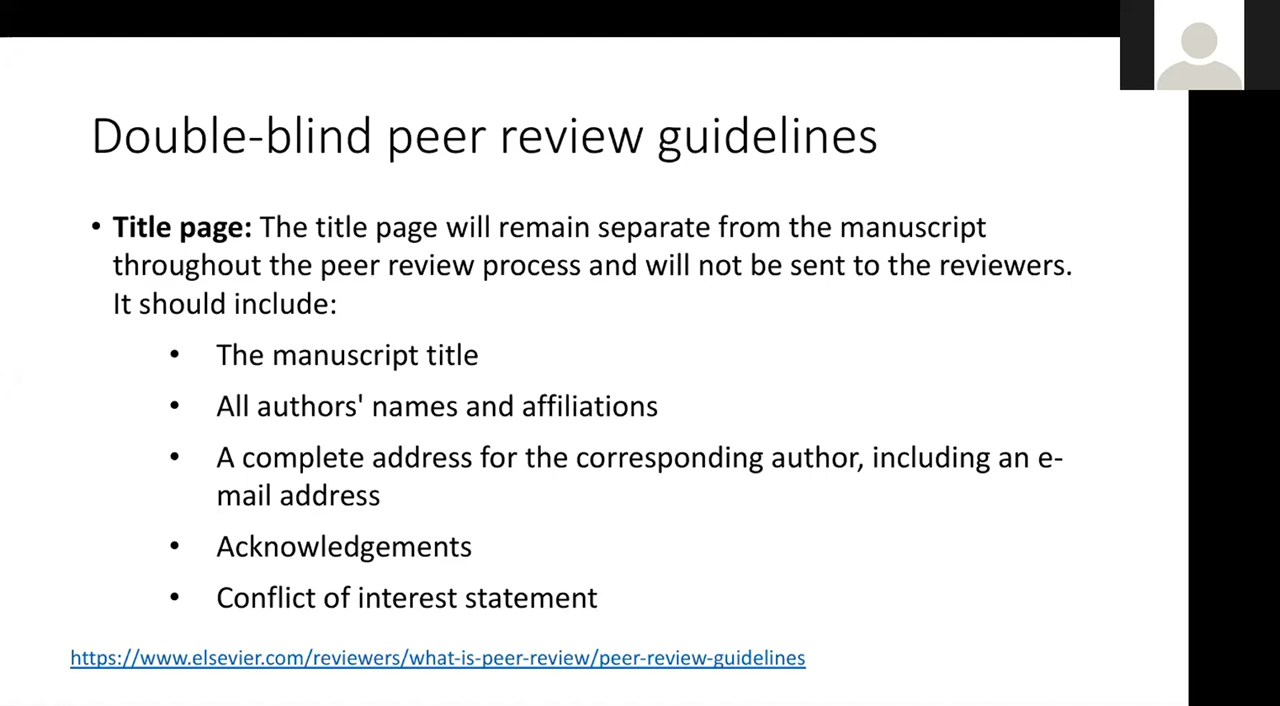 Double-blind peer review guidelines
• Title page: The title page will remain separate from the manuscript
throughout the peer review process and will not be sent to the reviewers.
It should include:
• The manuscript title
• All authors' names and affiliations
• A complete address for the corresponding author, including an e-
mail address
• Acknowledgements
• Conflict of interest statement
https://www.elsevier.com/reviewers/what-is-peer-review/peer-review-guidelines